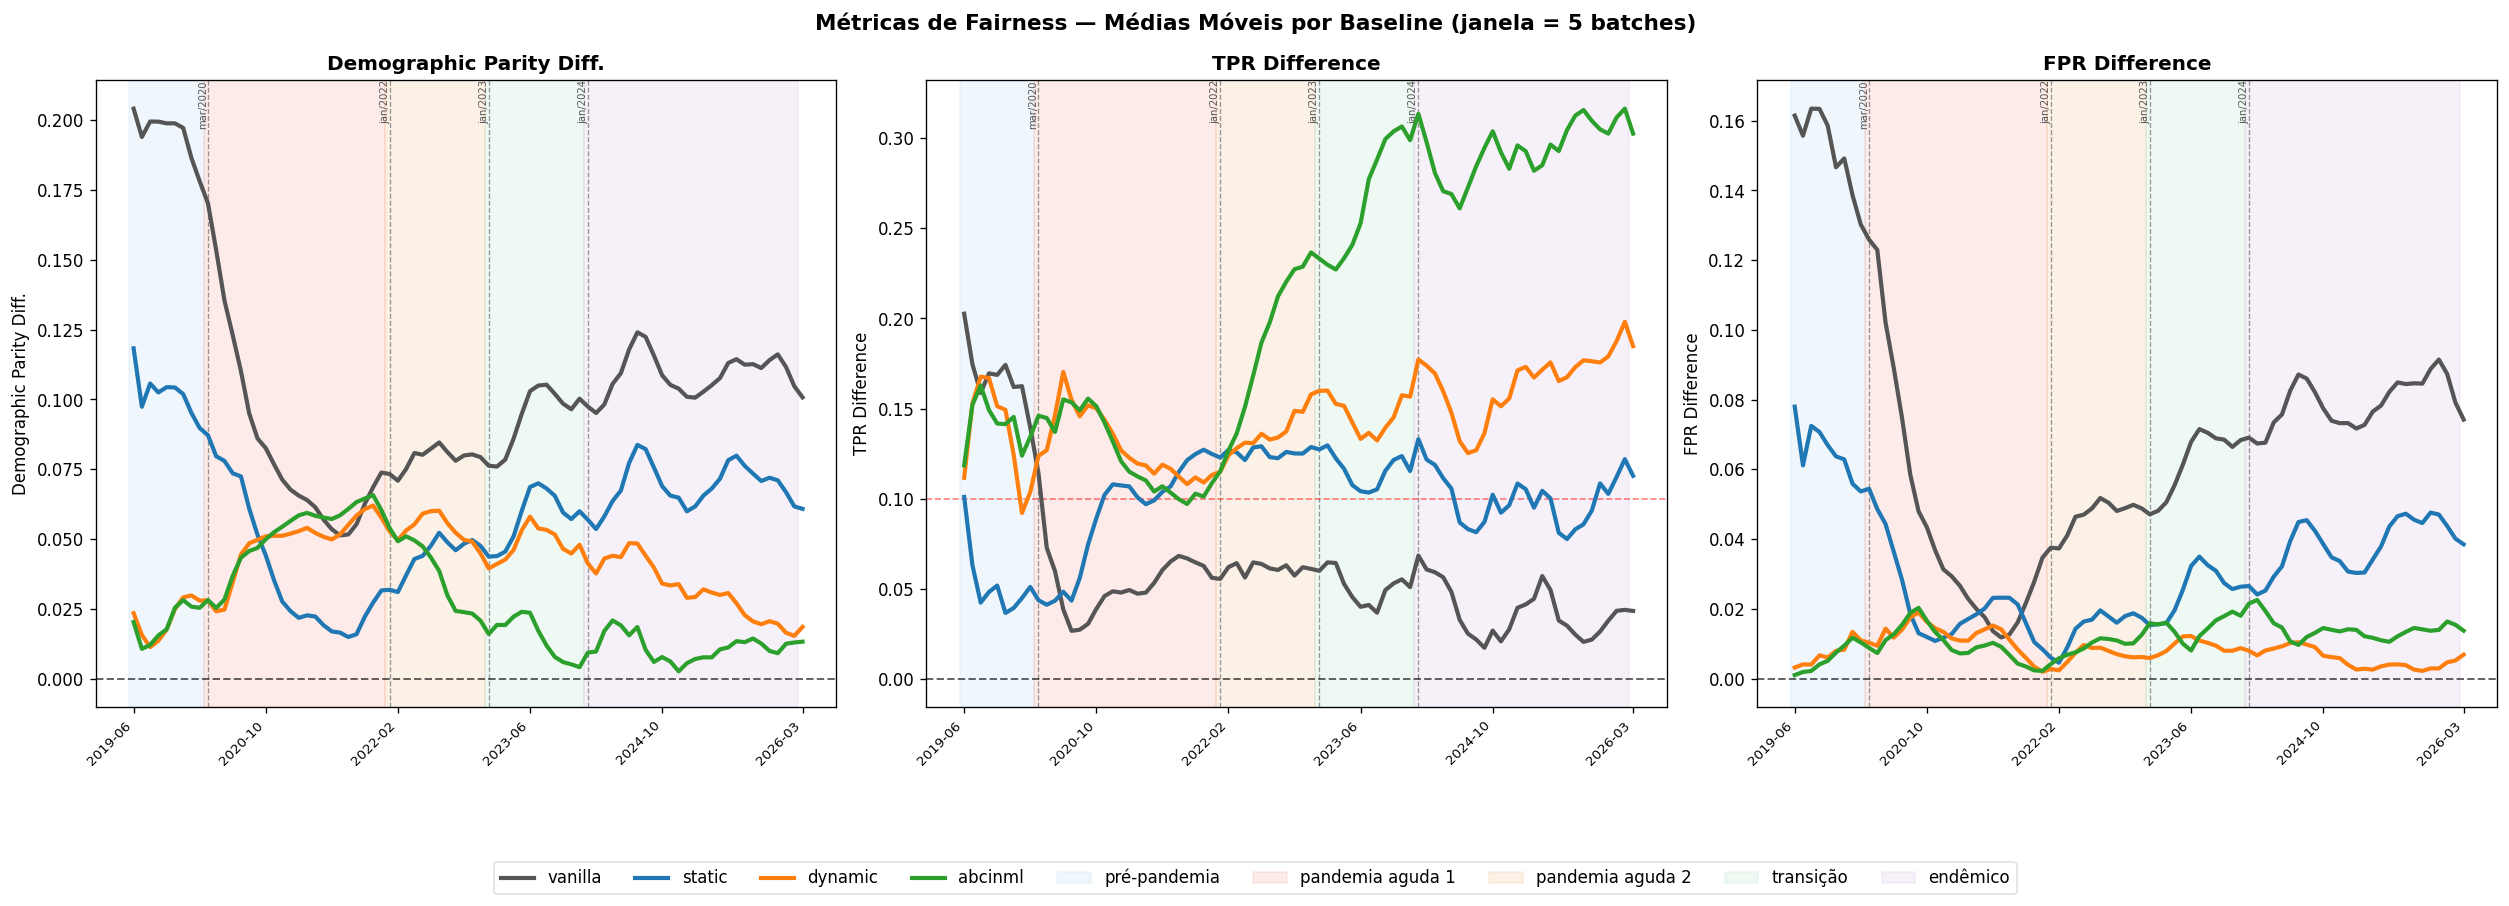 Métricas de Fairness — Médias Móveis por Baseline (janela = 5 batches)
Demographic Parity Diff.
Demographic Parity Diff.
0.200
0.175
0.150
0.125
0.100
0.075
0.050
0.025
0.000
mar/2020
jan/2022
jan/2023
jan/2024
2019-06
2020-10
2022-02
2023-06
2024-10
2026-03
TPR Difference
TPR Difference
0.30
0.25
0.20
0.15
0.10
0.05
0.00
mar/2020
jan/2022
jan/2023
jan/2024
2019-06
2020-10
2022-02
2023-06
2024-10
2026-03
FPR Difference
FPR Difference
0.16
0.14
0.12
0.10
0.08
0.06
0.04
0.02
0.00
mar/2020
jan/2022
jan/2023
jan/2024
2019-06
2020-10
2022-02
2023-06
2024-10
2026-03
vanilla static dynamic abcinml pré-pandemia pandemia aguda 1 pandemia aguda 2 transição endêmico